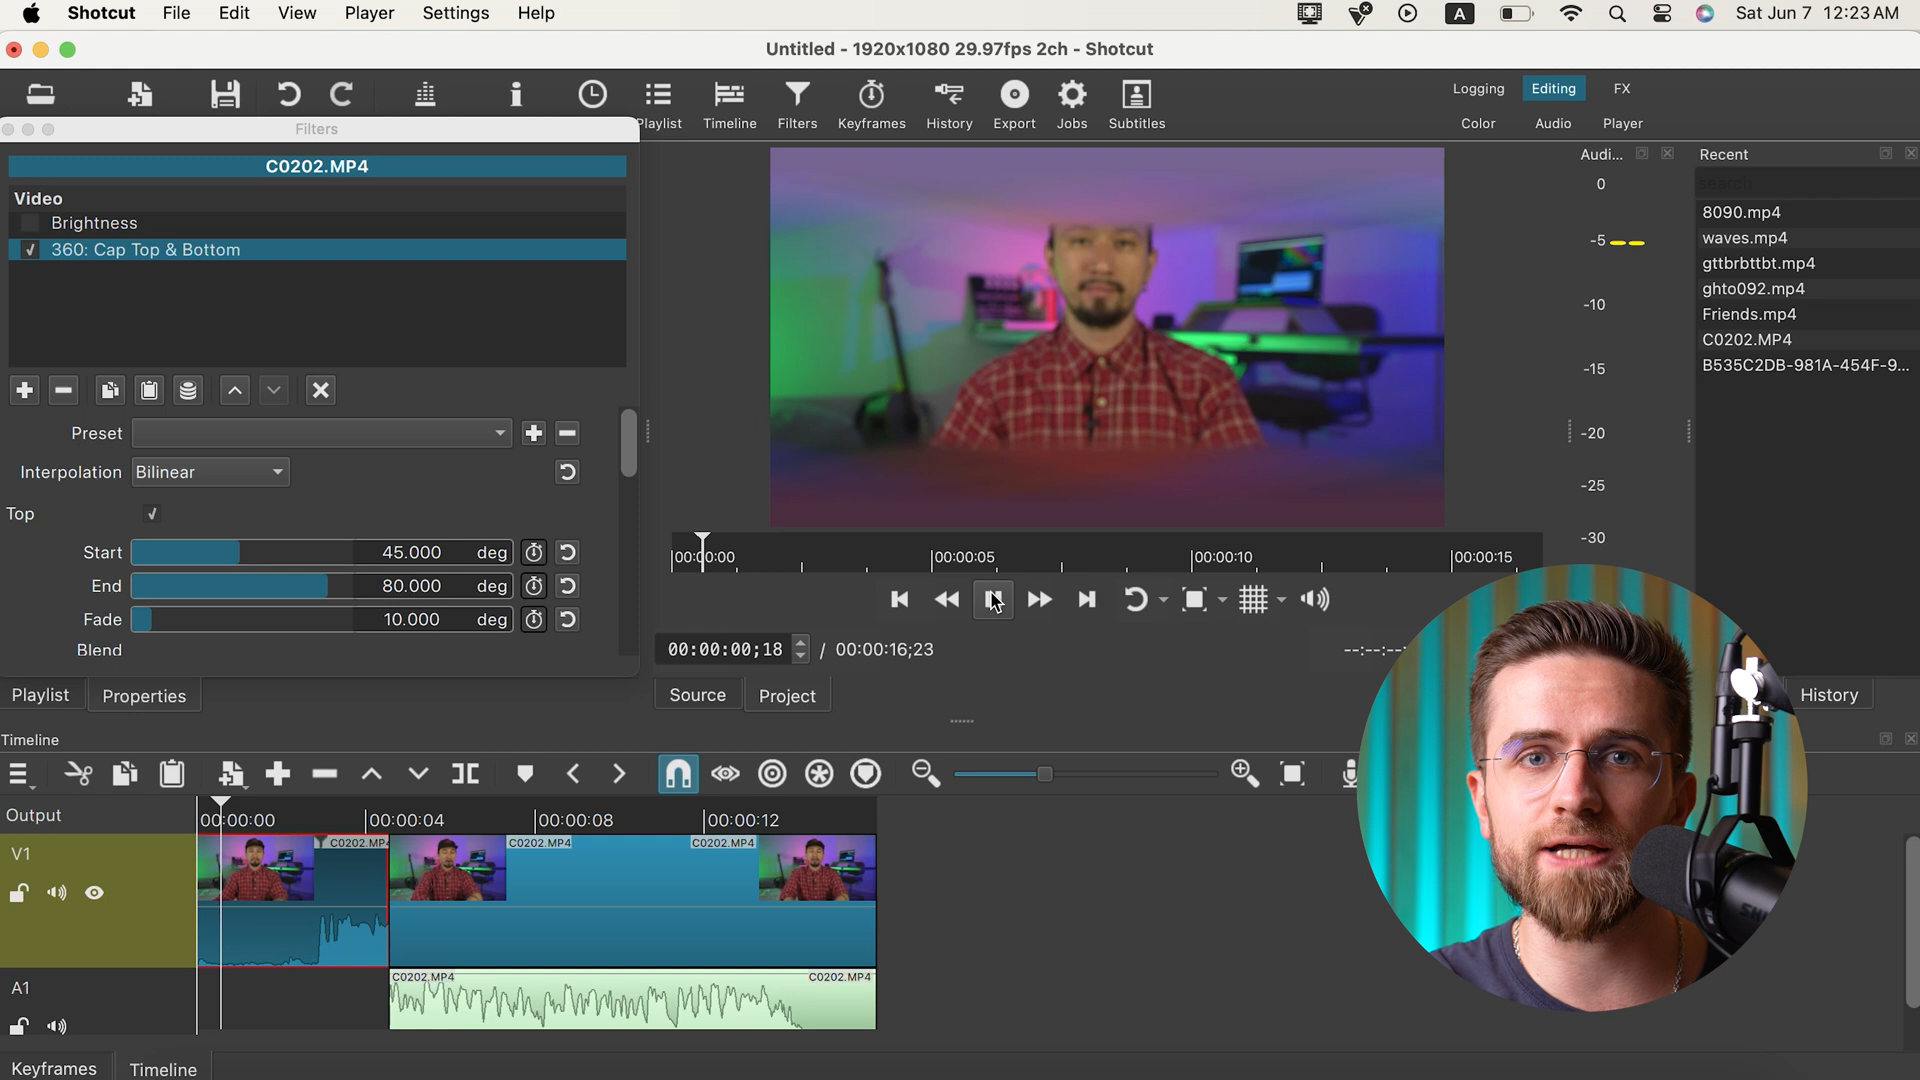 Shotcut File Edit View Player Settings Help
A
Sat Jun 7 12:23 AM
Untitled - 1920x1080 29.97fps 2ch - Shotcut
Playlist Timeline Filters Keyframes History Export Jobs Subtitles
Logging Editing FX
Color Audio Player
Filters
C0202.MP4
Video
Brightness
360: Cap Top & Bottom
Preset
Interpolation Bilinear
Top
Start 45.000 deg
End 80.000 deg
Fade 10.000 deg
Blend
Playlist Properties
00:00:00 00:00:05 00:00:10 00:00:15
00:00:00;18 / 00:00:16;23
--:--:--
Source Project
Audi...
0
-5
-10
-15
-20
-25
-30
Recent
search
8090.mp4
waves.mp4
gttbrbttbt.mp4
ghto092.mp4
Friends.mp4
C0202.MP4
B535C2DB-981A-454F-9...
History
Timeline
Output
00:00:00 00:00:04 00:00:08 00:00:12
V1
C0202.MP4 C0202.MP4 C0202.MP4
A1
C0202.MP4 C0202.MP4
Keyframes Timeline